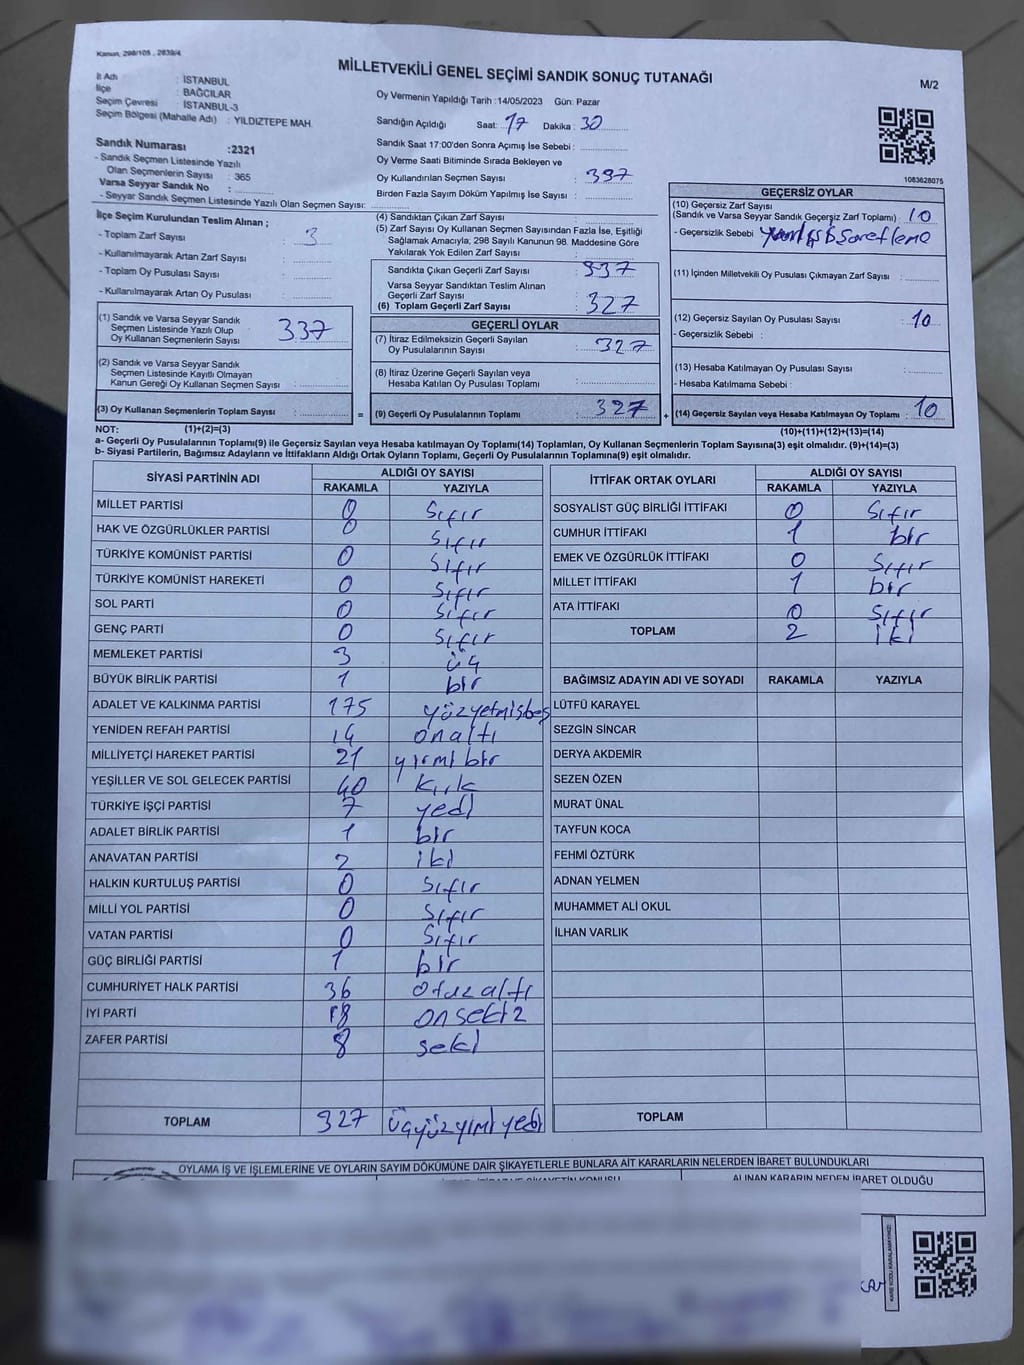 Kanun, 298/105 , 2839/4
MİLLETVEKİLİ GENEL SEÇİMİ SANDIK SONUÇ TUTANAĞI
M/2
İl Adı : İSTANBUL
İlçe : BAĞCILAR
Seçim Çevresi : İSTANBUL-3
Seçim Bölgesi (Mahalle Adı) : YILDIZTEPE MAH.
Oy Vermenin Yapıldığı Tarih : 14/05/2023 Gün: Pazar
Sandığın Açıldığı Saat: 17 Dakika : 30
Sandık Saat 17:00'den Sonra Açımış İse Sebebi :
Oy Verme Saati Bitiminde Sırada Bekleyen ve
Oy Kullandırılan Seçmen Sayısı : 337
Birden Fazla Sayım Döküm Yapılmış İse Sayısı :
1083628075
Sandık Numarası :2321
- Sandık Seçmen Listesinde Yazılı
Olan Seçmenlerin Sayısı : 365
Varsa Seyyar Sandık No :
- Seyyar Sandık Seçmen Listesinde Yazılı Olan Seçmen Sayısı:
İlçe Seçim Kurulundan Teslim Alınan ;
- Toplam Zarf Sayısı : 3
- Kullanılmayarak Artan Zarf Sayısı :
- Toplam Oy Pusulası Sayısı :
- Kullanılmayarak Artan Oy Pusulası :
(4) Sandıktan Çıkan Zarf Sayısı :
(5) Zarf Sayısı Oy Kullanan Seçmen Sayısından Fazla İse, Eşitliği
Sağlamak Amacıyla; 298 Sayılı Kanunun 98. Maddesine Göre
Yakılarak Yok Edilen Zarf Sayısı :
Sandıkta Çıkan Geçerli Zarf Sayısı : 337
Varsa Seyyar Sandıktan Teslim Alınan
Geçerli Zarf Sayısı :
(6) Toplam Geçerli Zarf Sayısı : 327
GEÇERSİZ OYLAR
(10) Geçersiz Zarf Sayısı
(Sandık ve Varsa Seyyar Sandık Geçersiz Zarf Toplamı) : 10
- Geçersizlik Sebebi :
(11) İçinden Milletvekili Oy Pusulası Çıkmayan Zarf Sayısı :
(12) Geçersiz Sayılan Oy Pusulası Sayısı : 10
- Geçersizlik Sebebi :
(13) Hesaba Katılmayan Oy Pusulası Sayısı :
- Hesaba Katılmama Sebebi :
(14) Geçersiz Sayılan veya Hesaba Katılmayan Oy Toplamı : 10
(10)+(11)+(12)+(13)=(14)
(1) Sandık ve Varsa Seyyar Sandık
Seçmen Listesinde Yazılı Olup
Oy Kullanan Seçmenlerin Sayısı : 337
(2) Sandık ve Varsa Seyyar Sandık
Seçmen Listesinde Kayıtlı Olmayan
Kanun Gereği Oy Kullanan Seçmen Sayısı :
(3) Oy Kullanan Seçmenlerin Toplam Sayısı : =
GEÇERLİ OYLAR
(7) İtiraz Edilmeksizin Geçerli Sayılan
Oy Pusulalarının Sayısı : 327
(8) İtiraz Üzerine Geçerli Sayılan veya
Hesaba Katılan Oy Pusulası Toplamı :
(9) Geçerli Oy Pusulalarının Toplamı : 327 +
NOT: (1)+(2)=(3)
a- Geçerli Oy Pusulalarının Toplamı(9) ile Geçersiz Sayılan veya Hesaba katılmayan Oy Toplamı(14) Toplamları, Oy Kullanan Seçmenlerin Toplam Sayısına(3) eşit olmalıdır. (9)+(14)=(3)
b- Siyasi Partilerin, Bağımsız Adayların ve İttifakların Aldığı Ortak Oyların Toplamı, Geçerli Oy Pusulalarının Toplamına(9) eşit olmalıdır.
SİYASİ PARTİNİN ADI ALDIĞI OY SAYISI
RAKAMLA YAZIYLA
MİLLET PARTİSİ 0 Sıfır
HAK VE ÖZGÜRLÜKLER PARTİSİ 0 Sıfır
TÜRKİYE KOMÜNİST PARTİSİ 0 Sıfır
TÜRKİYE KOMÜNİST HAREKETİ 0 Sıfır
SOL PARTİ 0 Sıfır
GENÇ PARTİ 0 Sıfır
MEMLEKET PARTİSİ 3 üç
BÜYÜK BİRLİK PARTİSİ 1 bir
ADALET VE KALKINMA PARTİSİ 175 yüzyetmişbeş
YENİDEN REFAH PARTİSİ 14 onaltı
MİLLİYETÇİ HAREKET PARTİSİ 21 yirmi bir
YEŞİLLER VE SOL GELECEK PARTİSİ 40 kırk
TÜRKİYE İŞÇİ PARTİSİ 7 yedi
ADALET BİRLİK PARTİSİ 1 bir
ANAVATAN PARTİSİ 2 iki
HALKIN KURTULUŞ PARTİSİ 0 Sıfır
MİLLİ YOL PARTİSİ 0 Sıfır
VATAN PARTİSİ 0 Sıfır
GÜÇ BİRLİĞİ PARTİSİ 1 bir
CUMHURİYET HALK PARTİSİ 36 otuzaltı
İYİ PARTİ 18 onsekiz
ZAFER PARTİSİ 8 seki
TOPLAM 327 üçyüzyimi yedi
İTTİFAK ORTAK OYLARI ALDIĞI OY SAYISI
RAKAMLA YAZIYLA
SOSYALİST GÜÇ BİRLİĞİ İTTİFAKI 0 Sıfır
CUMHUR İTTİFAKI 1 bir
EMEK VE ÖZGÜRLÜK İTTİFAKI 0 Sıfır
MİLLET İTTİFAKI 1 bir
ATA İTTİFAKI 0 Sıfır
TOPLAM 2 iki
BAĞIMSIZ ADAYIN ADI VE SOYADI RAKAMLA YAZIYLA
LÜTFÜ KARAYEL
SEZGİN SİNCAR
DERYA AKDEMİR
SEZEN ÖZEN
MURAT ÜNAL
TAYFUN KOCA
FEHMİ ÖZTÜRK
ADNAN YELMEN
MUHAMMET ALİ OKUL
İLHAN VARLIK
TOPLAM
OYLAMA İŞ VE İŞLEMLERİNE VE OYLARIN SAYIM DÖKÜMÜNE DAİR ŞİKAYETLERLE BUNLARA AİT KARARLARIN NELERDEN İBARET BULUNDUKLARI
ALINAN KARARIN NEDEN İBARET OLDUĞU